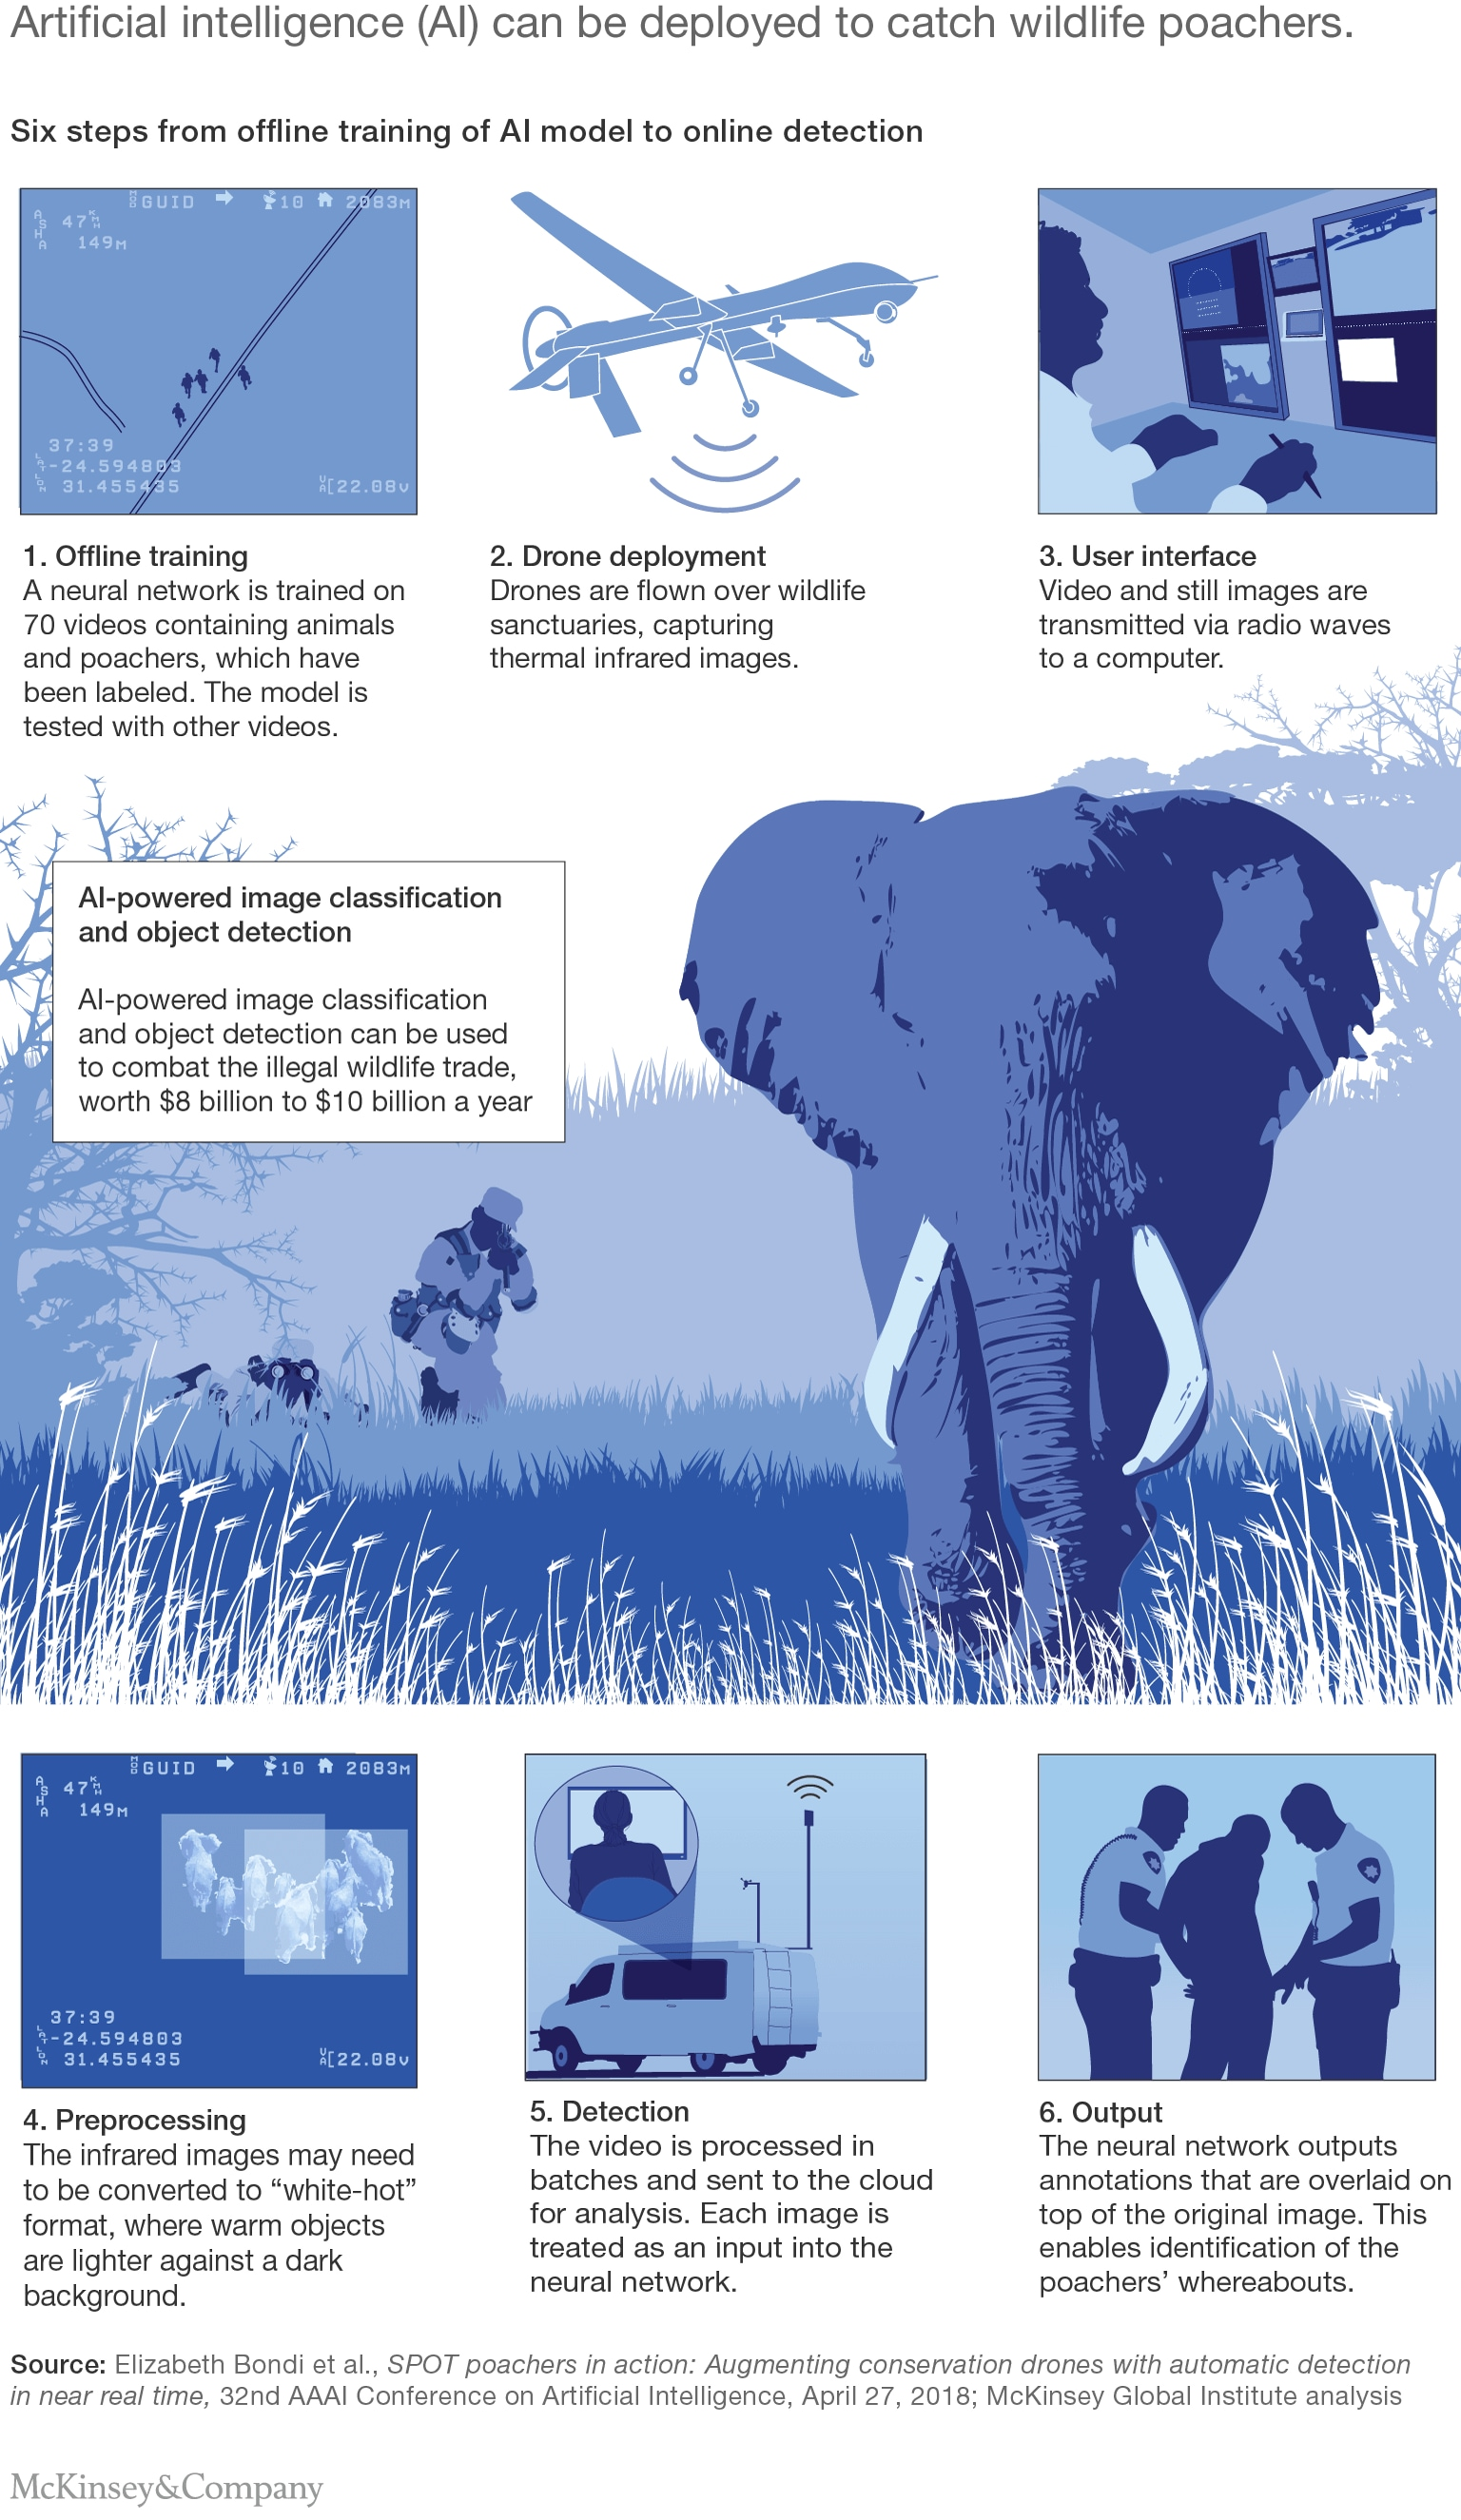 Artificial intelligence (AI) can be deployed to catch wildlife poachers.
Six steps from offline training of AI model to online detection
MOD GUID 10 2083M
ASHA 47 KMH
149M
37:39
LAT -24.594803
LON 31.455435
VA[22.08V
1. Offline training
A neural network is trained on
70 videos containing animals
and poachers, which have
been labeled. The model is
tested with other videos.
2. Drone deployment
Drones are flown over wildlife
sanctuaries, capturing
thermal infrared images.
3. User interface
Video and still images are
transmitted via radio waves
to a computer.
AI-powered image classification
and object detection
AI-powered image classification
and object detection can be used
to combat the illegal wildlife trade,
worth $8 billion to $10 billion a year
MOD GUID 10 2083M
ASHA 47 KMH
149M
37:39
LAT -24.594803
LON 31.455435
VA[22.08V
4. Preprocessing
The infrared images may need
to be converted to “white-hot”
format, where warm objects
are lighter against a dark
background.
5. Detection
The video is processed in
batches and sent to the cloud
for analysis. Each image is
treated as an input into the
neural network.
6. Output
The neural network outputs
annotations that are overlaid on
top of the original image. This
enables identification of the
poachers’ whereabouts.
Source: Elizabeth Bondi et al., SPOT poachers in action: Augmenting conservation drones with automatic detection
in near real time, 32nd AAAI Conference on Artificial Intelligence, April 27, 2018; McKinsey Global Institute analysis
McKinsey&Company